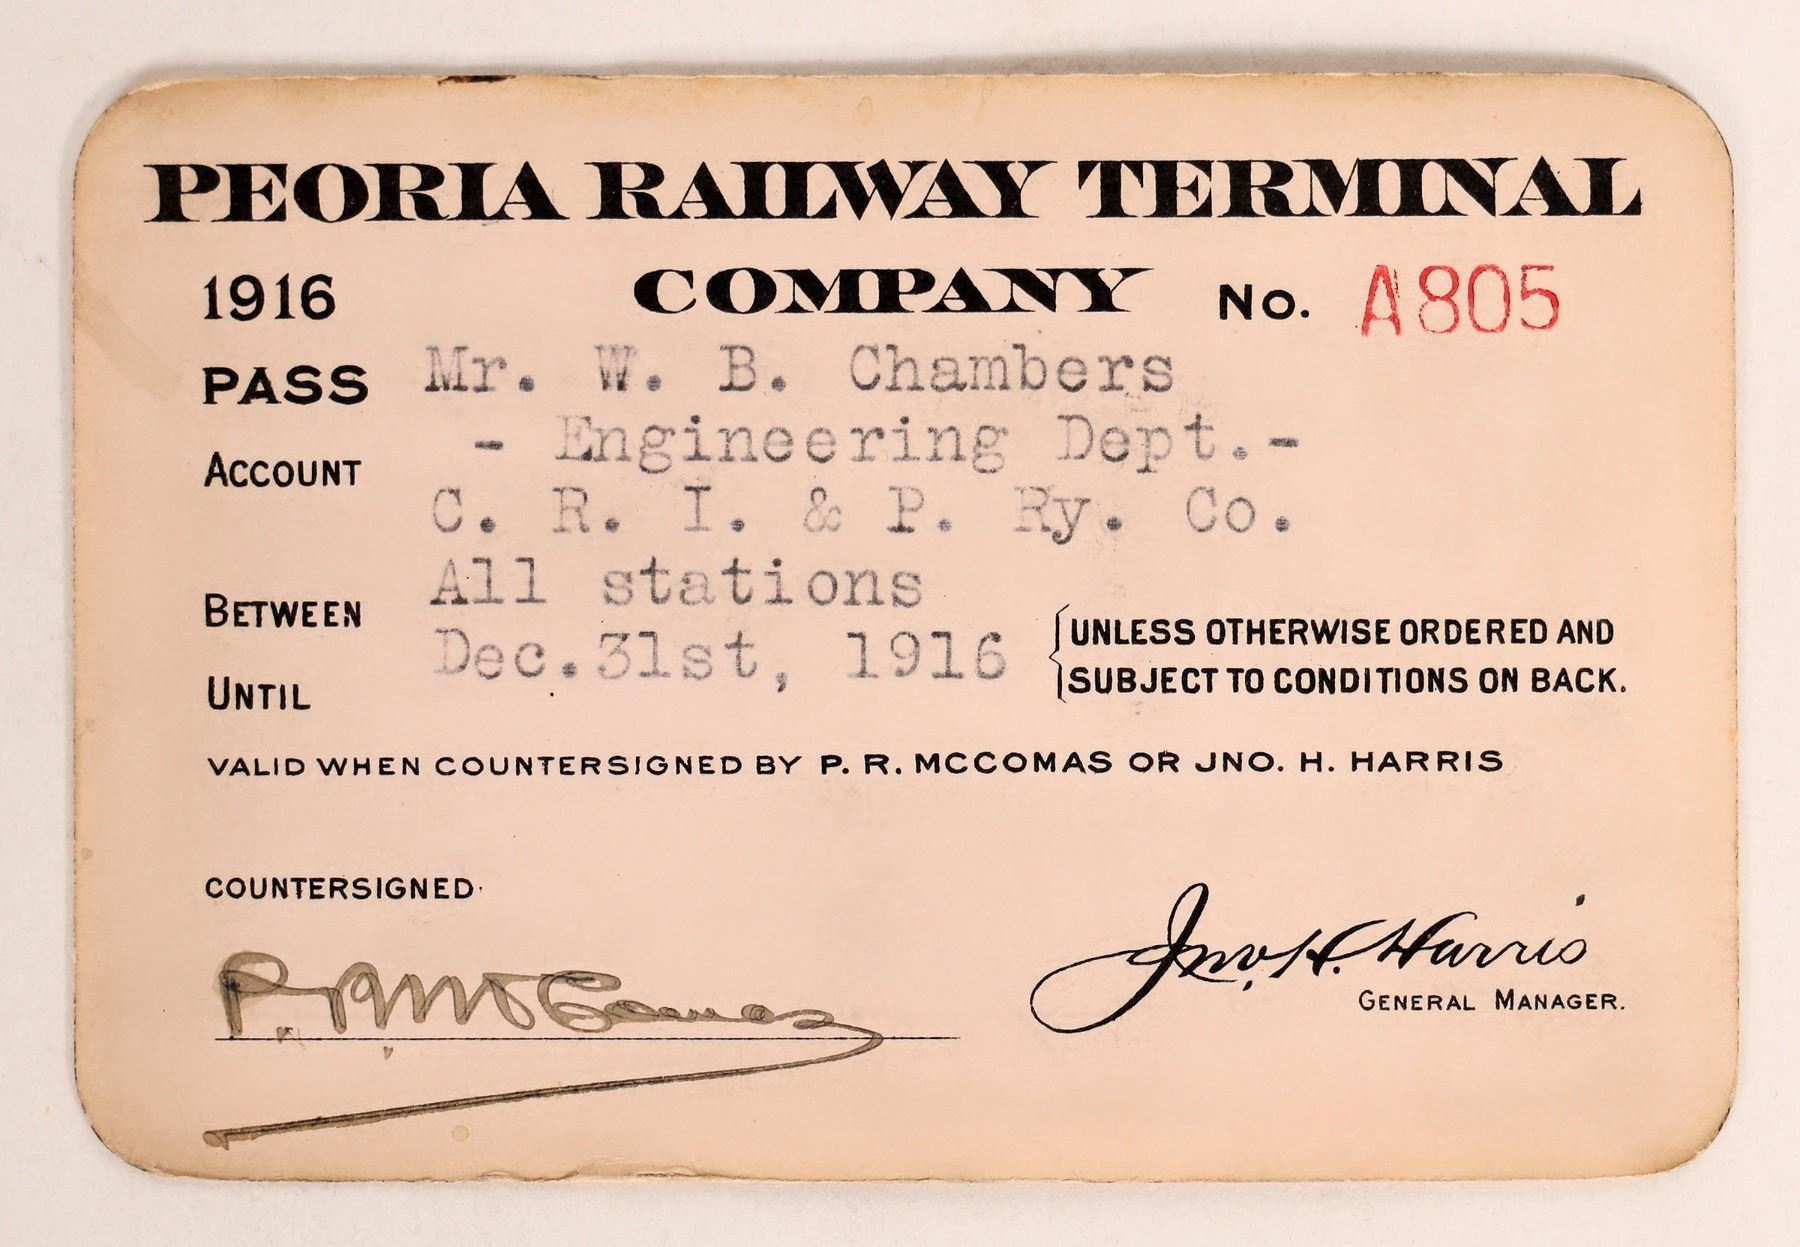 PEORIA RAILWAY TERMINAL
COMPANY
1916 No. A805
PASS Mr. W. B. Chambers
- Engineering Dept.-
ACCOUNT
C. R. I. & P. Ry. Co.
All stations
BETWEEN
Dec.31st, 1916
UNTIL
UNLESS OTHERWISE ORDERED AND
SUBJECT TO CONDITIONS ON BACK.
VALID WHEN COUNTERSIGNED BY P. R. MCCOMAS OR JNO. H. HARRIS
COUNTERSIGNED
P. R. McComas
Jno. H. Harris
GENERAL MANAGER.